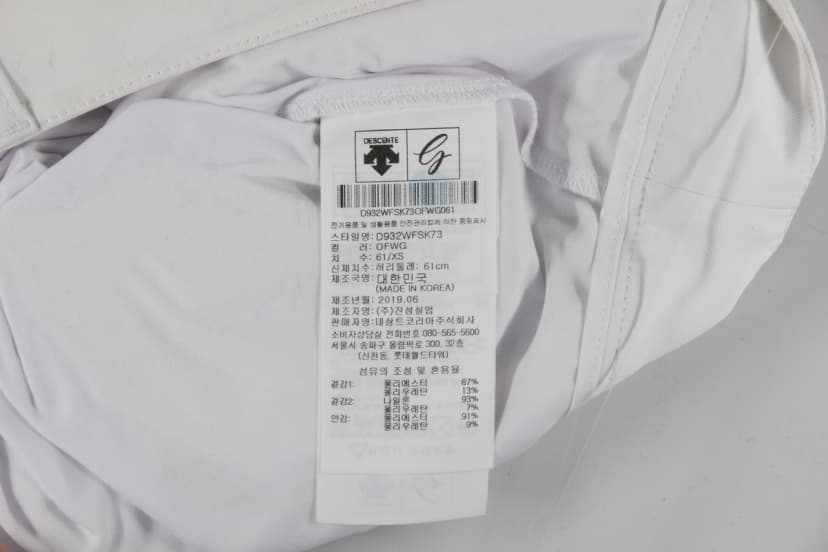 DESCENTE
G
D932WFSK73OFWG061
전기용품 및 생활용품 안전관리법에 의한 품질표시
스타일명: D932WFSK73
컬 러: OFWG
치 수: 61/XS
신체치수: 허리둘레: 61cm
제조국명: 대한민국
(MADE IN KOREA)
제조년월: 2019.06
제조자명: (주)진성실업
판매자명: 데상트코리아주식회사
소비자상담실 전화번호: 080-565-5600
서울시 송파구 올림픽로 300, 32층
(신천동, 롯데월드타워)
섬유의 조성 및 혼용율
겉감1: 폴리에스터 87%
폴리우레탄 13%
겉감2: 나일론 93%
폴리우레탄 7%
안감: 폴리에스터 91%
폴리우레탄 9%